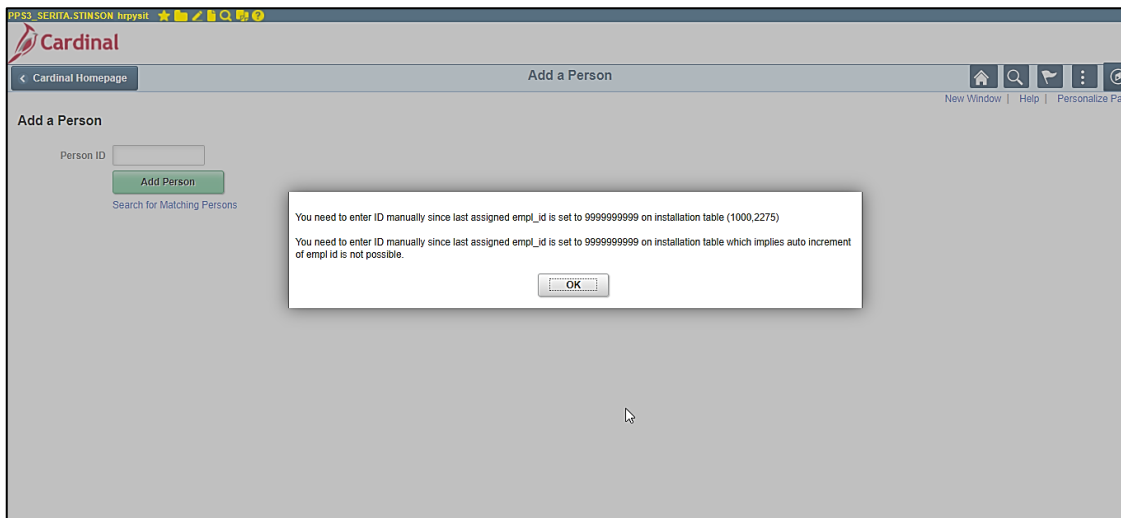 PPS3_SERITA.STINSON hrpysit
Cardinal
Cardinal Homepage
Add a Person
New Window | Help |
Add a Person
Person ID
Add Person
Search for Matching Persons
You need to enter ID manually since last assigned empl_id is set to 9999999999 on installation table (1000,2275)
You need to enter ID manually since last assigned empl_id is set to 9999999999 on installation table which implies auto increment
of empl id is not possible.
OK
Personalize Pa